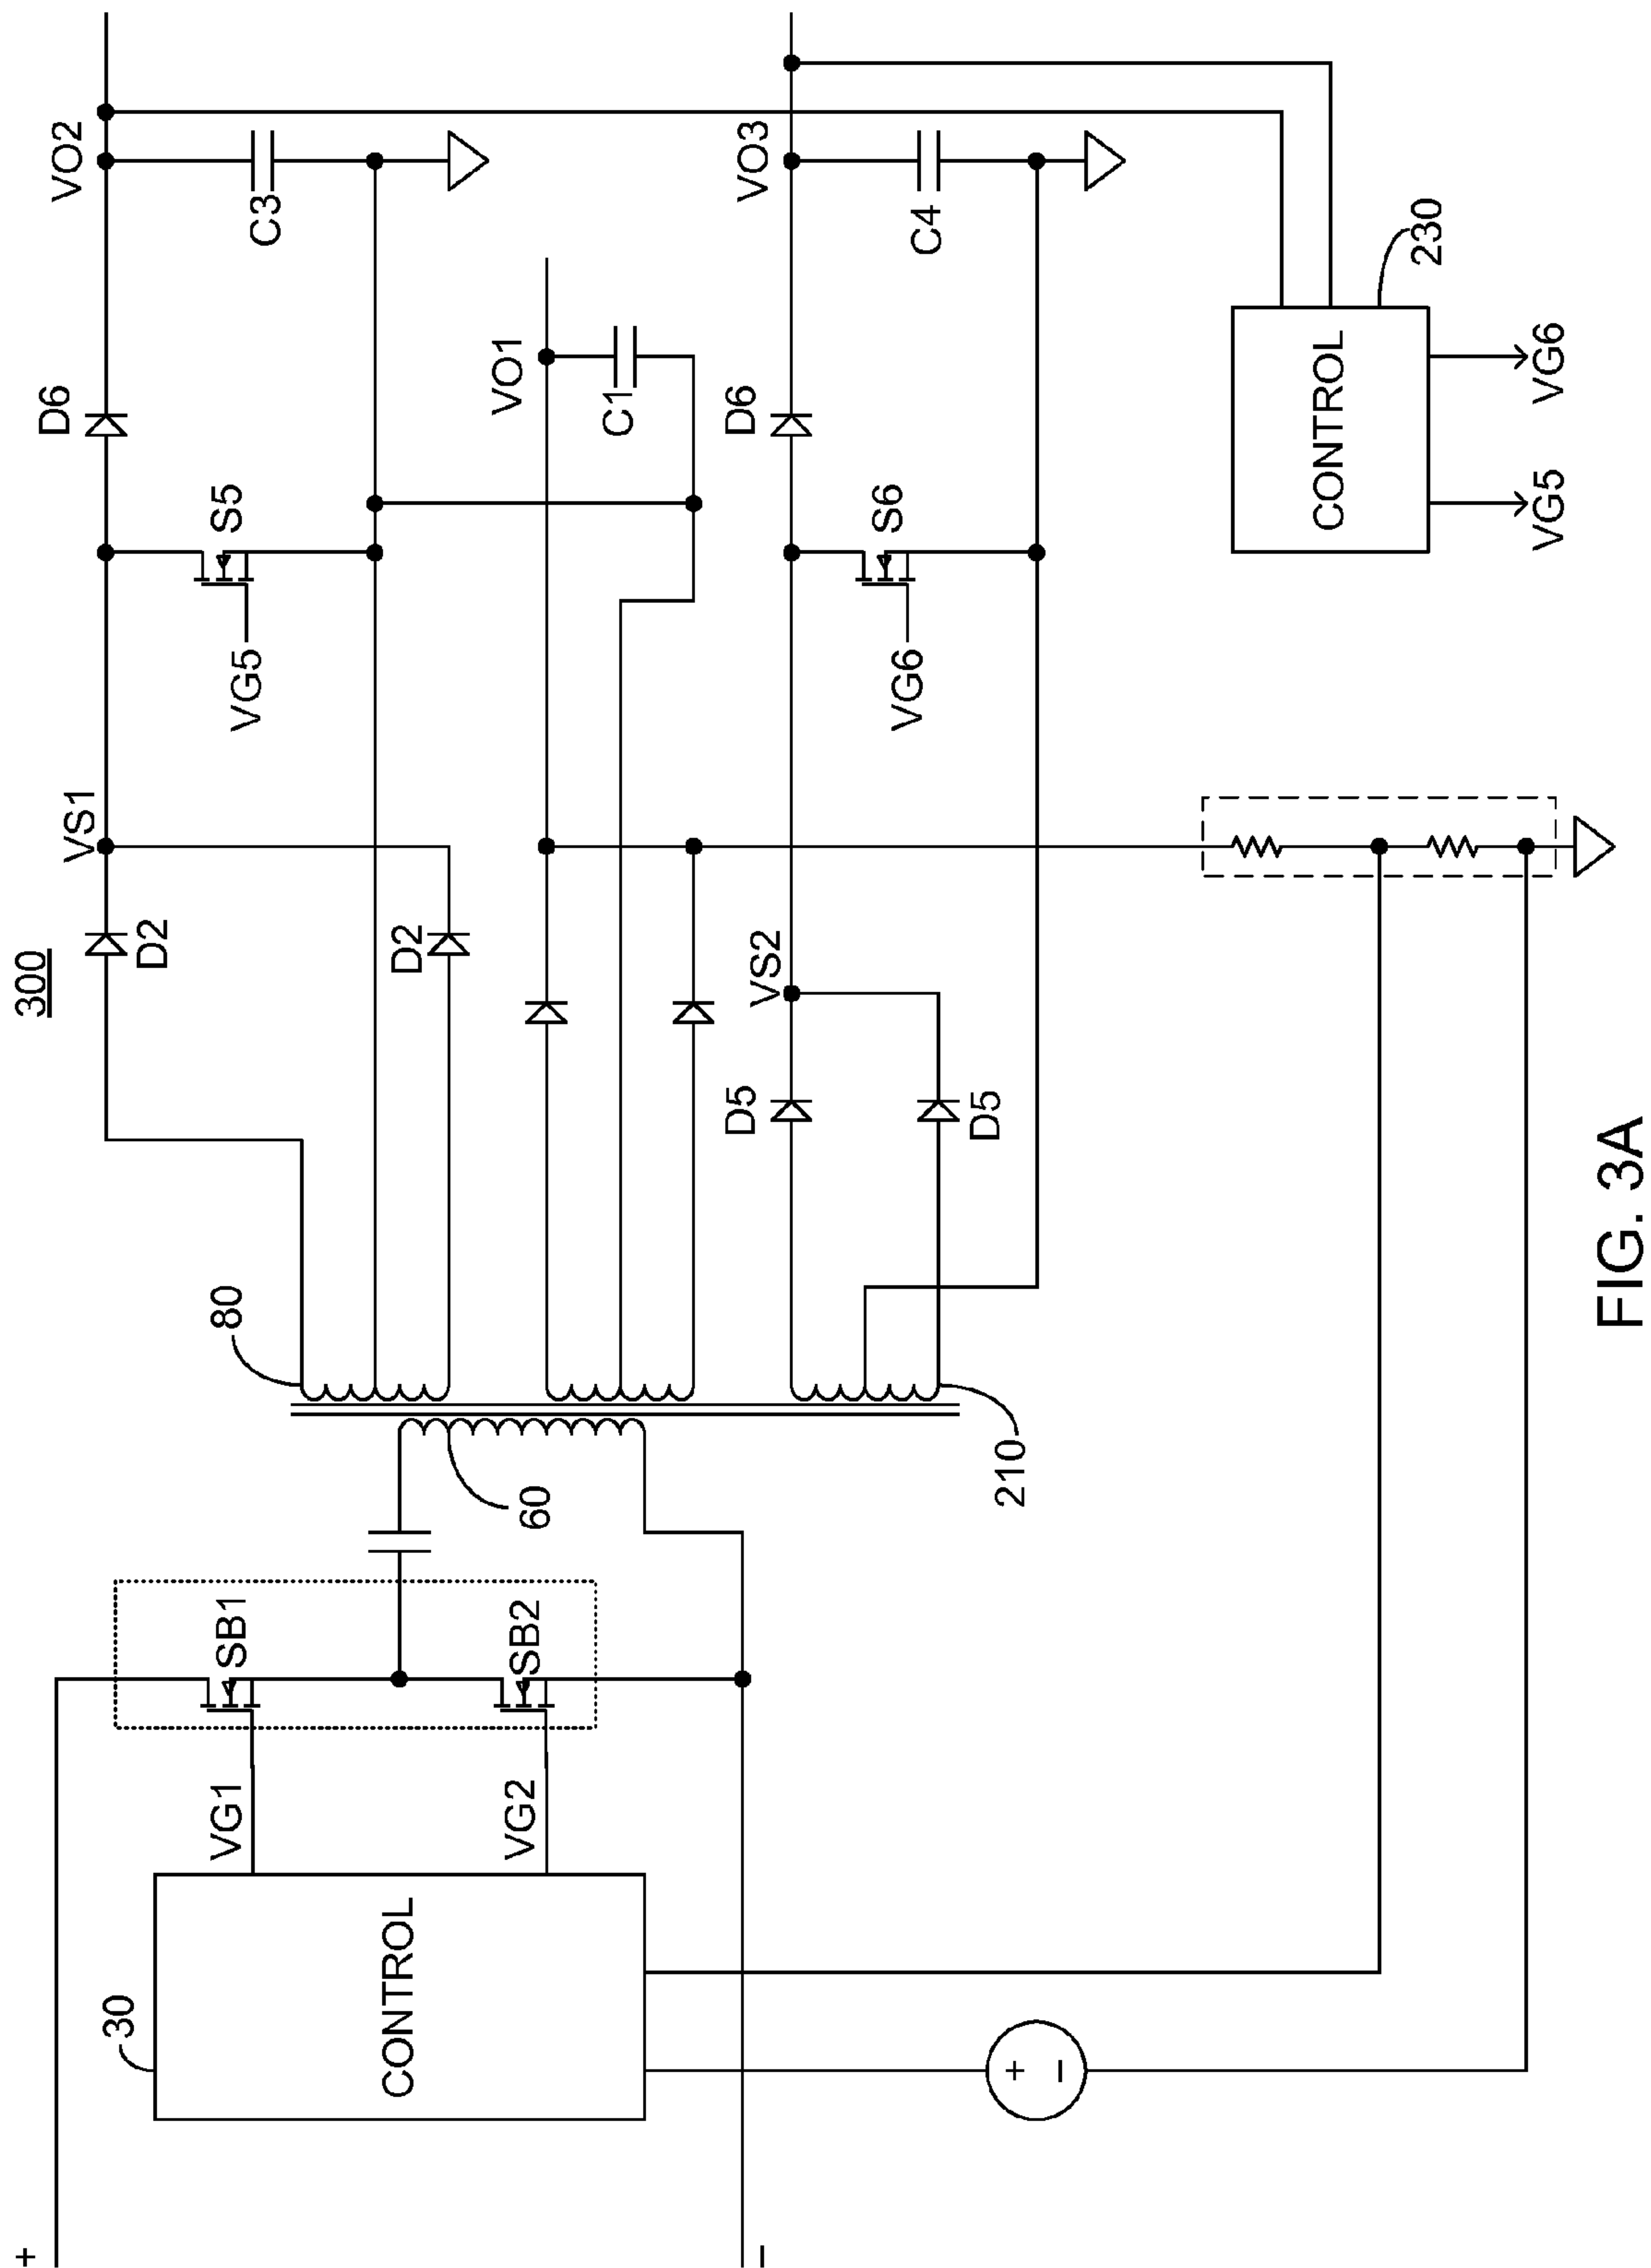 300
+
−
30
CONTROL
VG1
VG2
SB1
SB2
60
80
210
D2
D2
VS1
VG5
S5
D6
VO2
C3
VO1
C1
D5
D5
VS2
VG6
S6
D6
VO3
C4
+
−
CONTROL
230
VG5
VG6
FIG. 3A